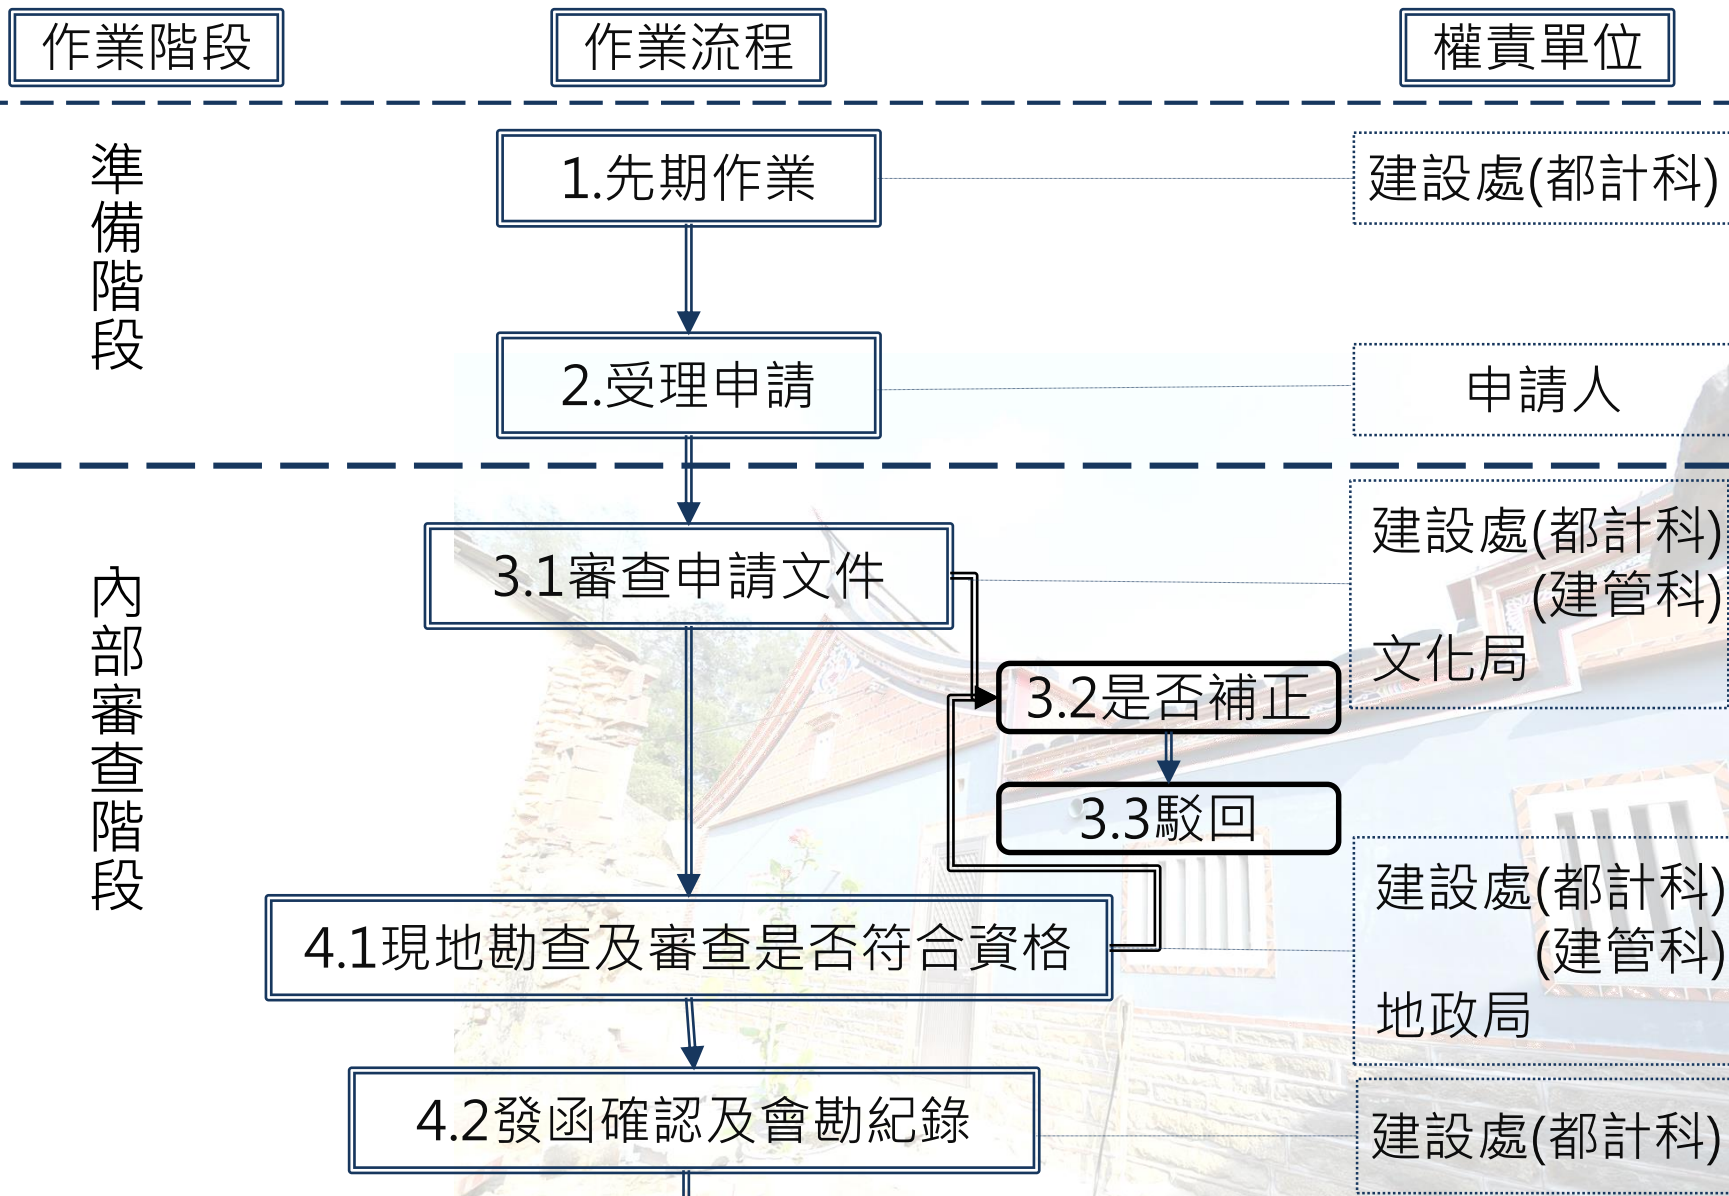 作業階段
作業流程
權責單位
準備階段
1.先期作業
建設處(都計科)
2.受理申請
申請人
內部審查階段
3.1審查申請文件
建設處(都計科)
(建管科)
文化局
3.2是否補正
3.3駁回
4.1現地勘查及審查是否符合資格
建設處(都計科)
(建管科)
地政局
4.2發函確認及會勘紀錄
建設處(都計科)